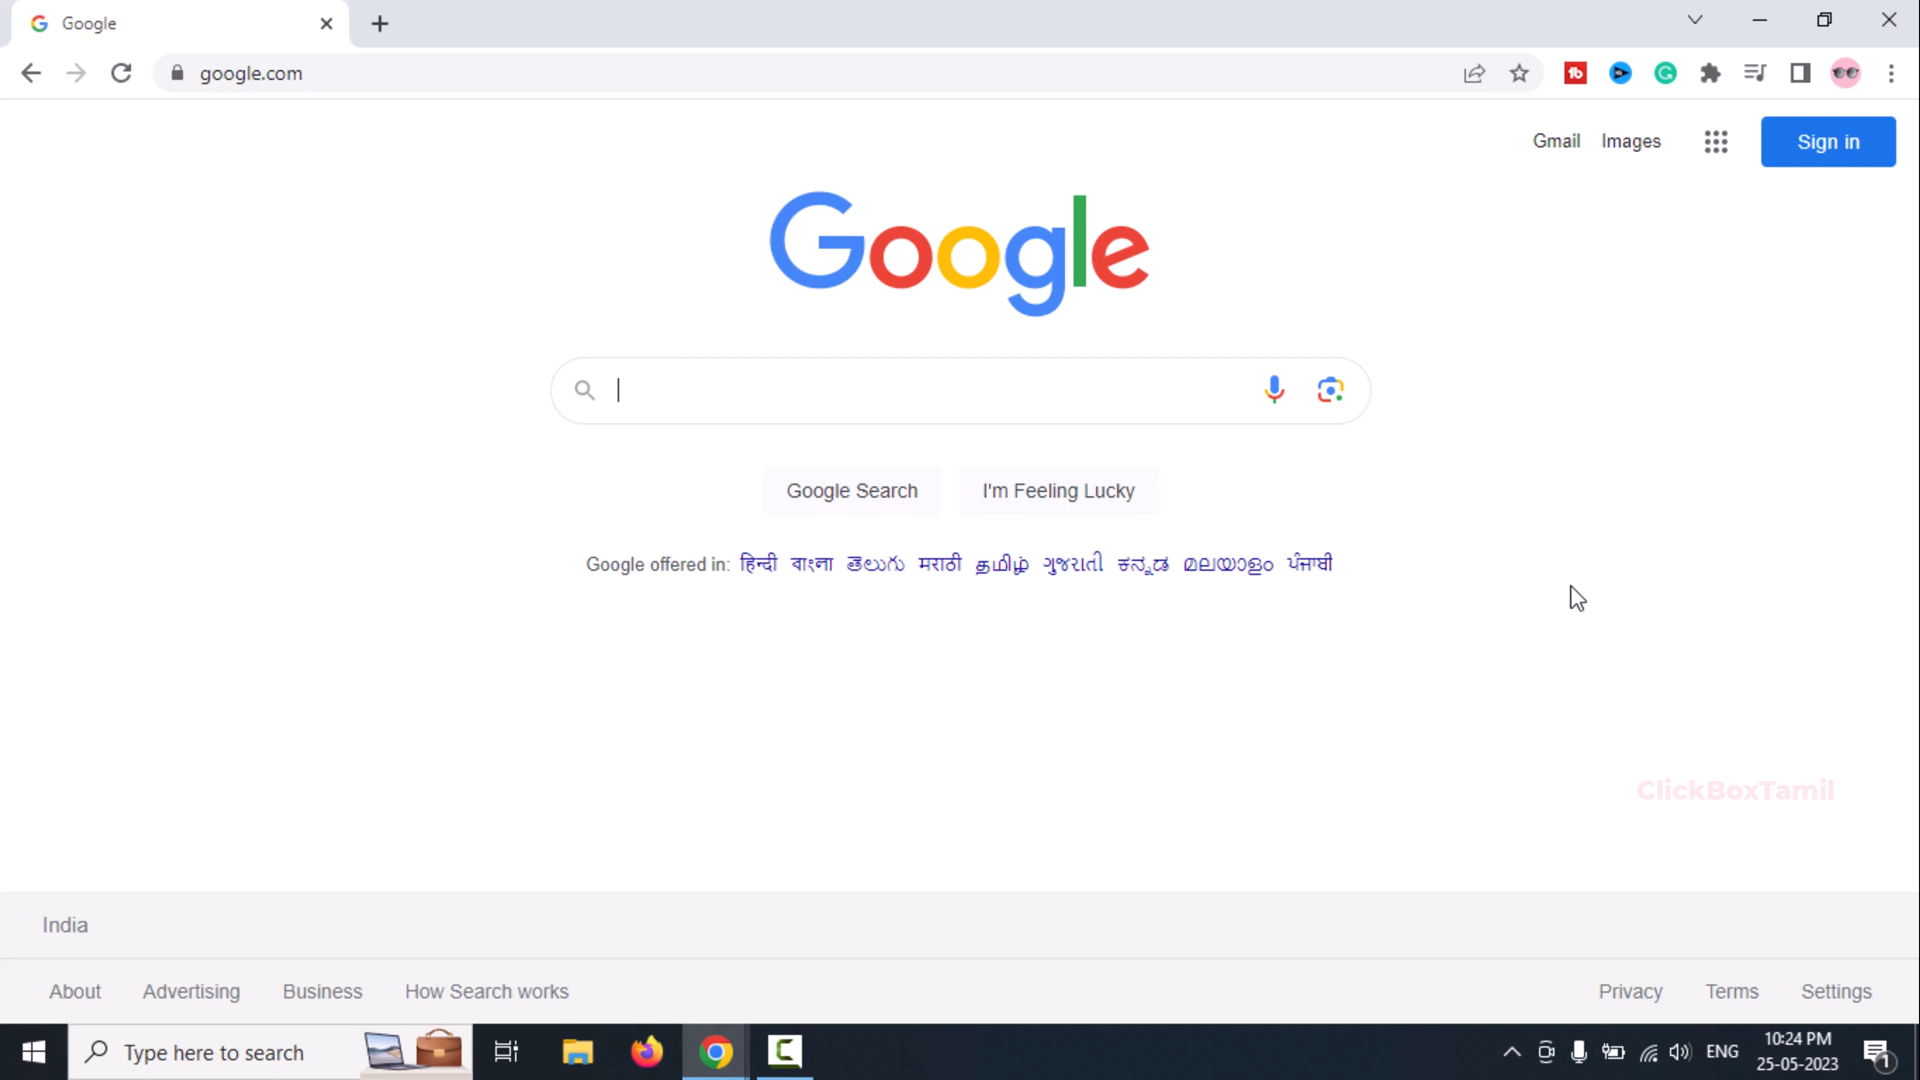 Google
google.com
Gmail Images Sign in
Google
Google Search I'm Feeling Lucky
Google offered in: हिन्दी বাংলা తెలుగు मराठी தமிழ் ગુજરાતી ಕನ್ನಡ മലയാളം ਪੰਜਾਬੀ
ClickBoxTamil
India
About Advertising Business How Search works Privacy Terms Settings
Type here to search ENG 10:24 PM
25-05-2023 1